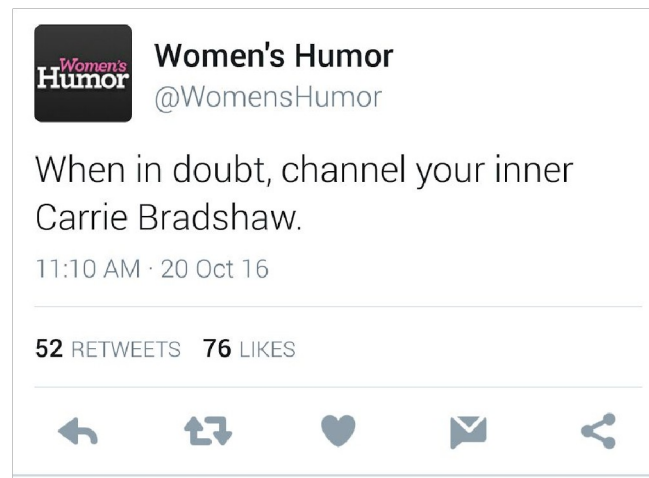 Women's
Humor
Women's Humor
@WomensHumor
When in doubt, channel your inner
Carrie Bradshaw.
11:10 AM · 20 Oct 16
52 RETWEETS 76 LIKES